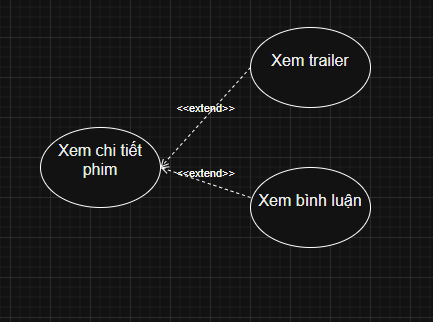 Xem trailer
<<extend>>
Xem chi tiết
phim
<<extend>>
Xem bình luận